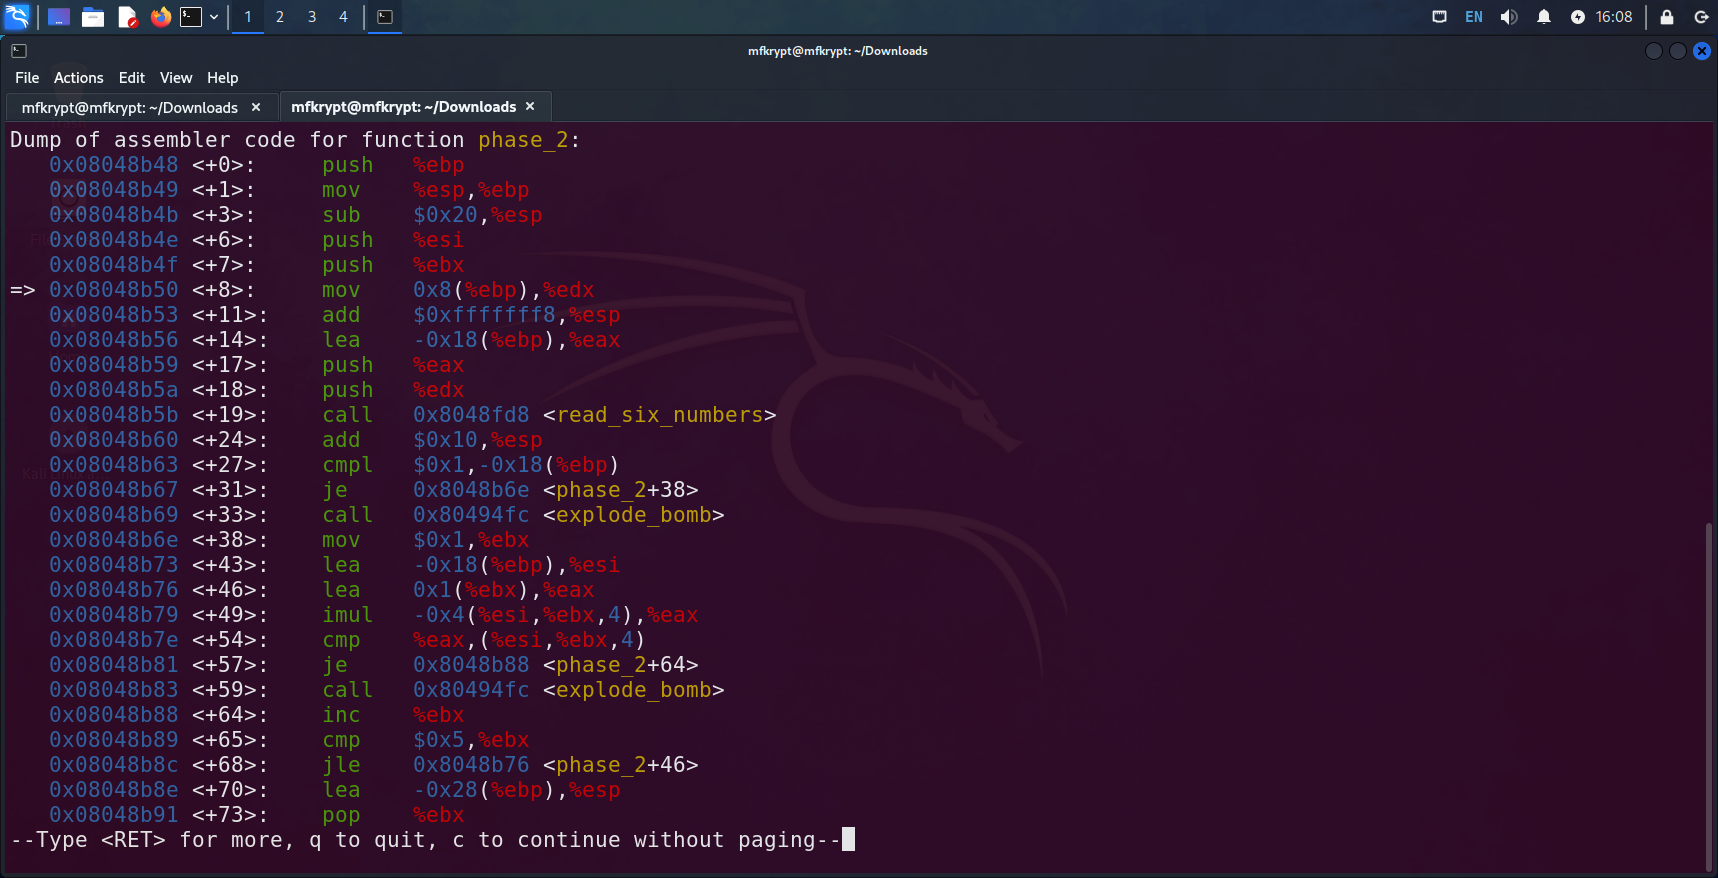 1 2 3 4 EN 16:08
mfkrypt@mfkrypt: ~/Downloads
File Actions Edit View Help
mfkrypt@mfkrypt: ~/Downloads × mfkrypt@mfkrypt: ~/Downloads ×
Dump of assembler code for function phase_2:
   0x08048b48 <+0>:     push   %ebp
   0x08048b49 <+1>:     mov    %esp,%ebp
   0x08048b4b <+3>:     sub    $0x20,%esp
   0x08048b4e <+6>:     push   %esi
   0x08048b4f <+7>:     push   %ebx
=> 0x08048b50 <+8>:     mov    0x8(%ebp),%edx
   0x08048b53 <+11>:    add    $0xfffffff8,%esp
   0x08048b56 <+14>:    lea    -0x18(%ebp),%eax
   0x08048b59 <+17>:    push   %eax
   0x08048b5a <+18>:    push   %edx
   0x08048b5b <+19>:    call   0x8048fd8 <read_six_numbers>
   0x08048b60 <+24>:    add    $0x10,%esp
   0x08048b63 <+27>:    cmpl   $0x1,-0x18(%ebp)
   0x08048b67 <+31>:    je     0x8048b6e <phase_2+38>
   0x08048b69 <+33>:    call   0x80494fc <explode_bomb>
   0x08048b6e <+38>:    mov    $0x1,%ebx
   0x08048b73 <+43>:    lea    -0x18(%ebp),%esi
   0x08048b76 <+46>:    lea    0x1(%ebx),%eax
   0x08048b79 <+49>:    imul   -0x4(%esi,%ebx,4),%eax
   0x08048b7e <+54>:    cmp    %eax,(%esi,%ebx,4)
   0x08048b81 <+57>:    je     0x8048b88 <phase_2+64>
   0x08048b83 <+59>:    call   0x80494fc <explode_bomb>
   0x08048b88 <+64>:    inc    %ebx
   0x08048b89 <+65>:    cmp    $0x5,%ebx
   0x08048b8c <+68>:    jle    0x8048b76 <phase_2+46>
   0x08048b8e <+70>:    lea    -0x28(%ebp),%esp
   0x08048b91 <+73>:    pop    %ebx
--Type <RET> for more, q to quit, c to continue without paging--